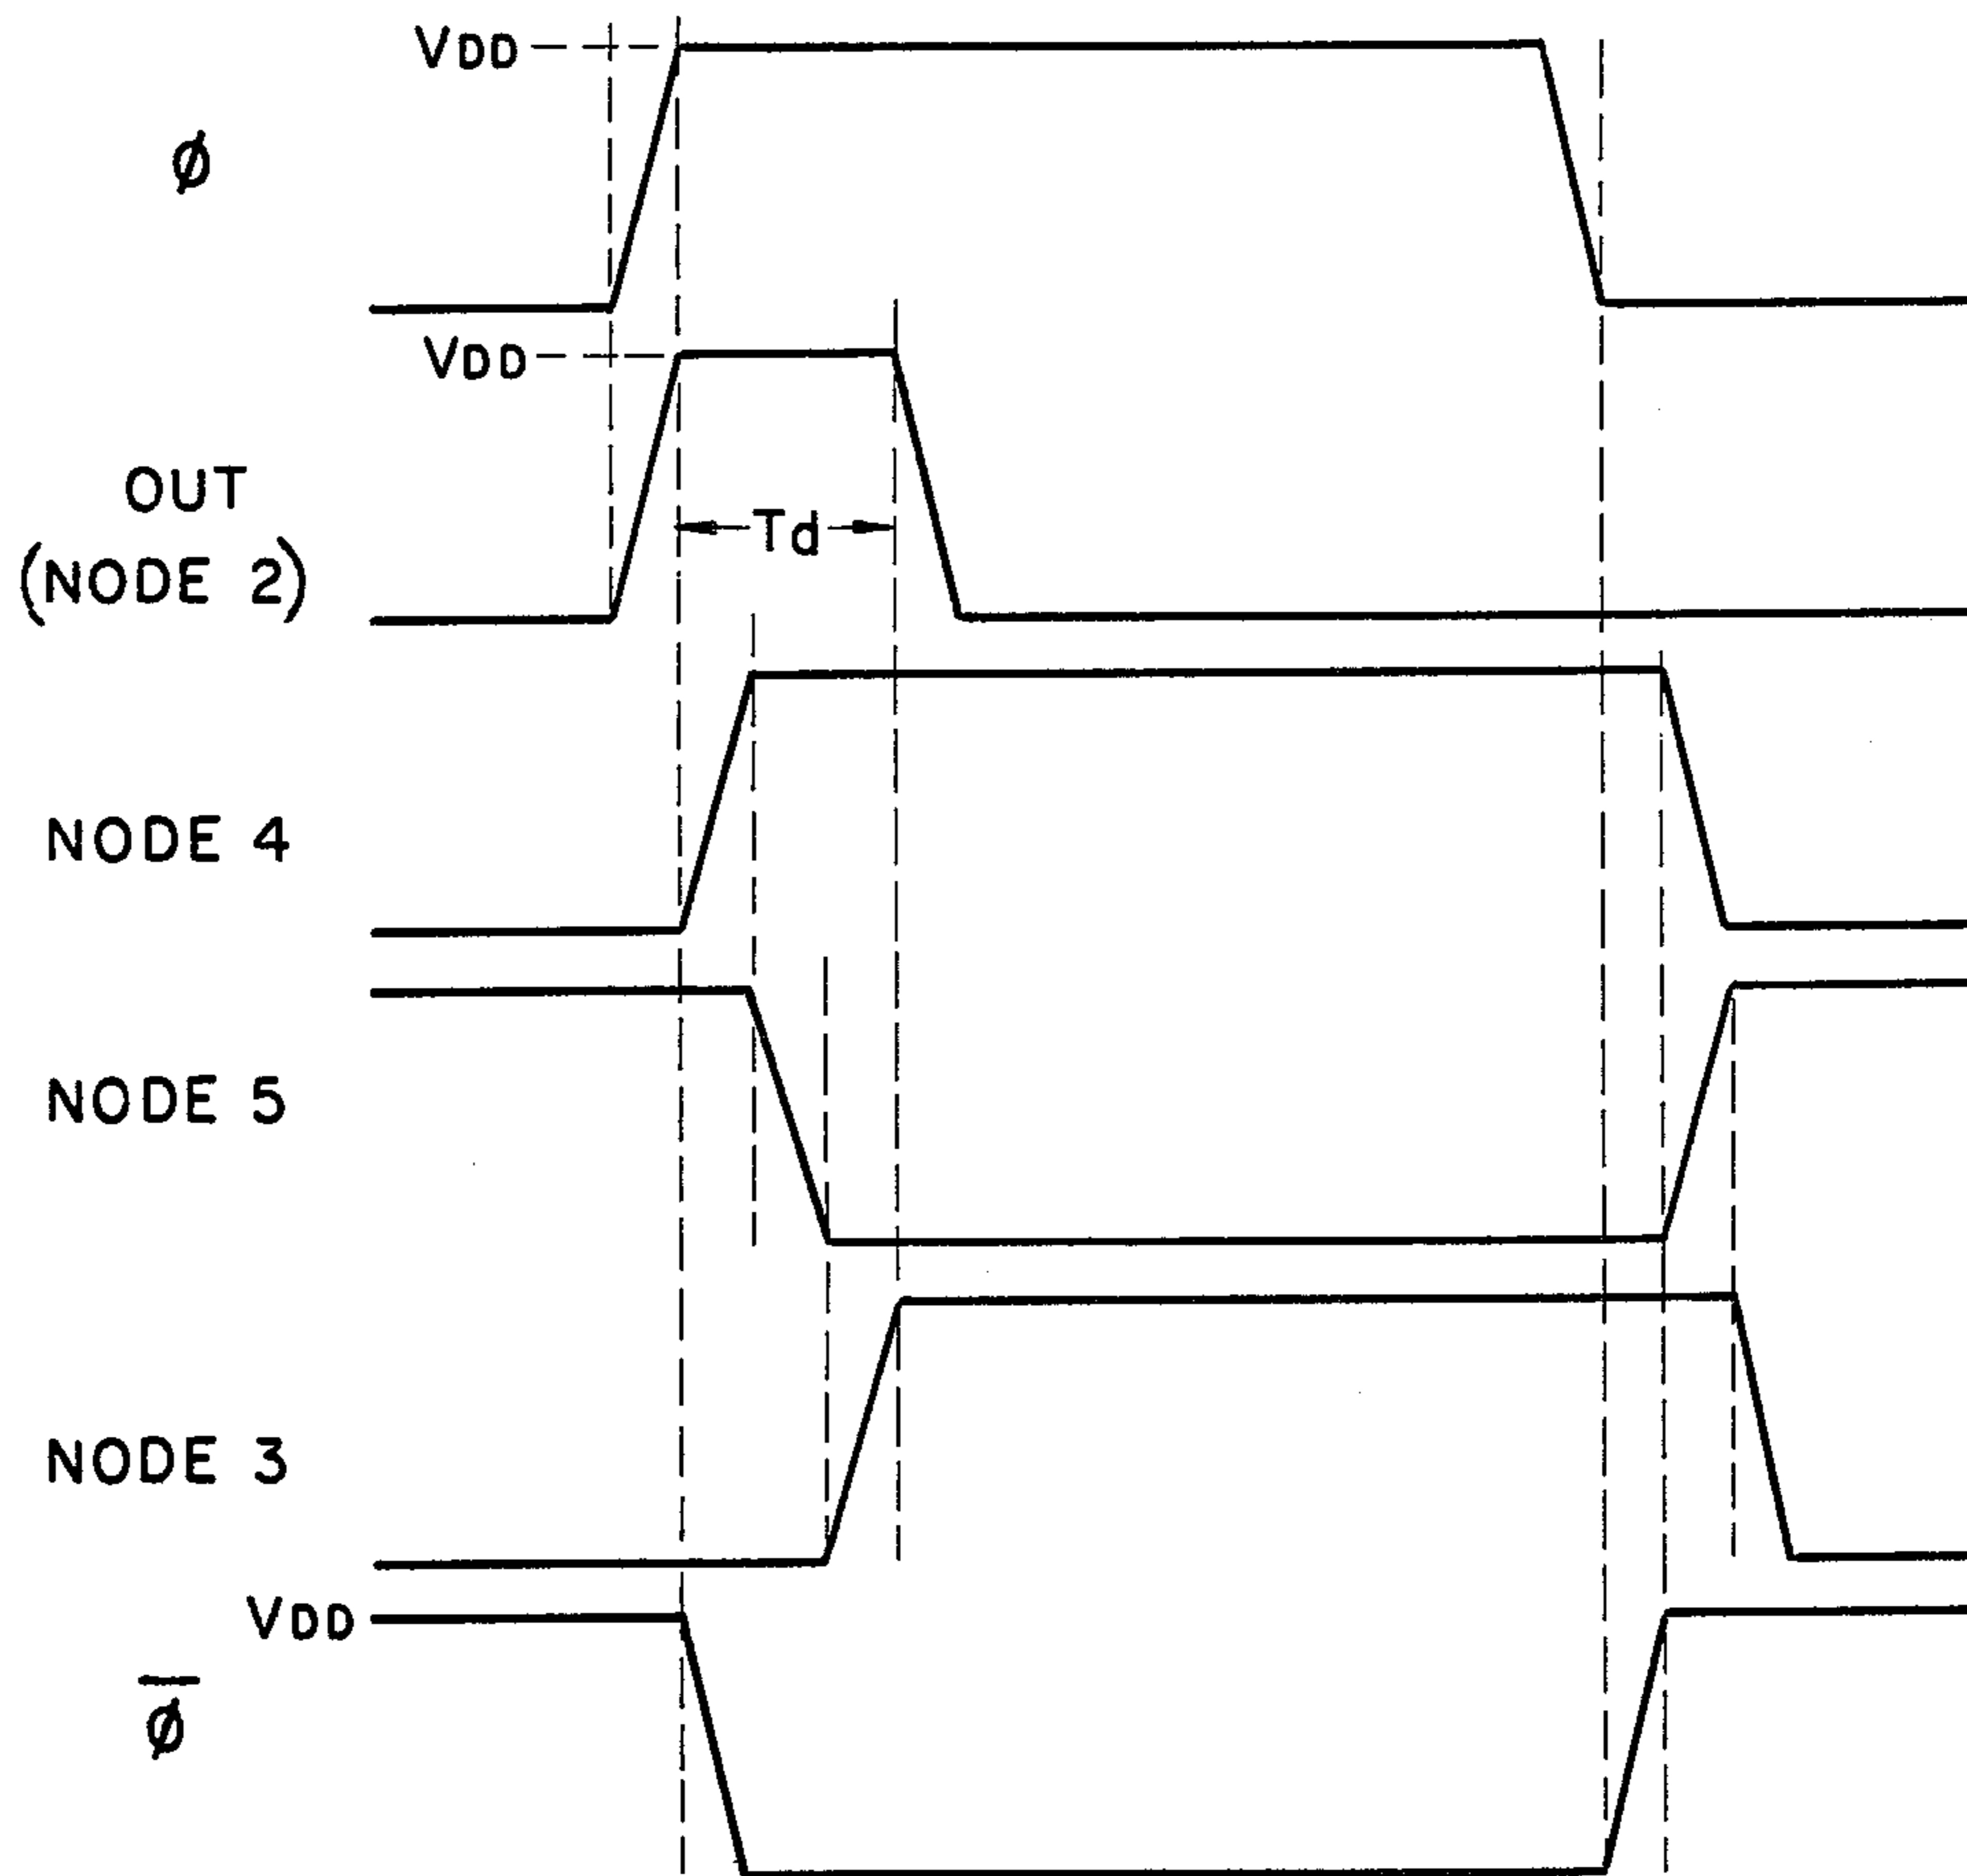 VDD
ø
VDD
OUT
(NODE 2)
Td
NODE 4
NODE 5
NODE 3
VDD
ø̅